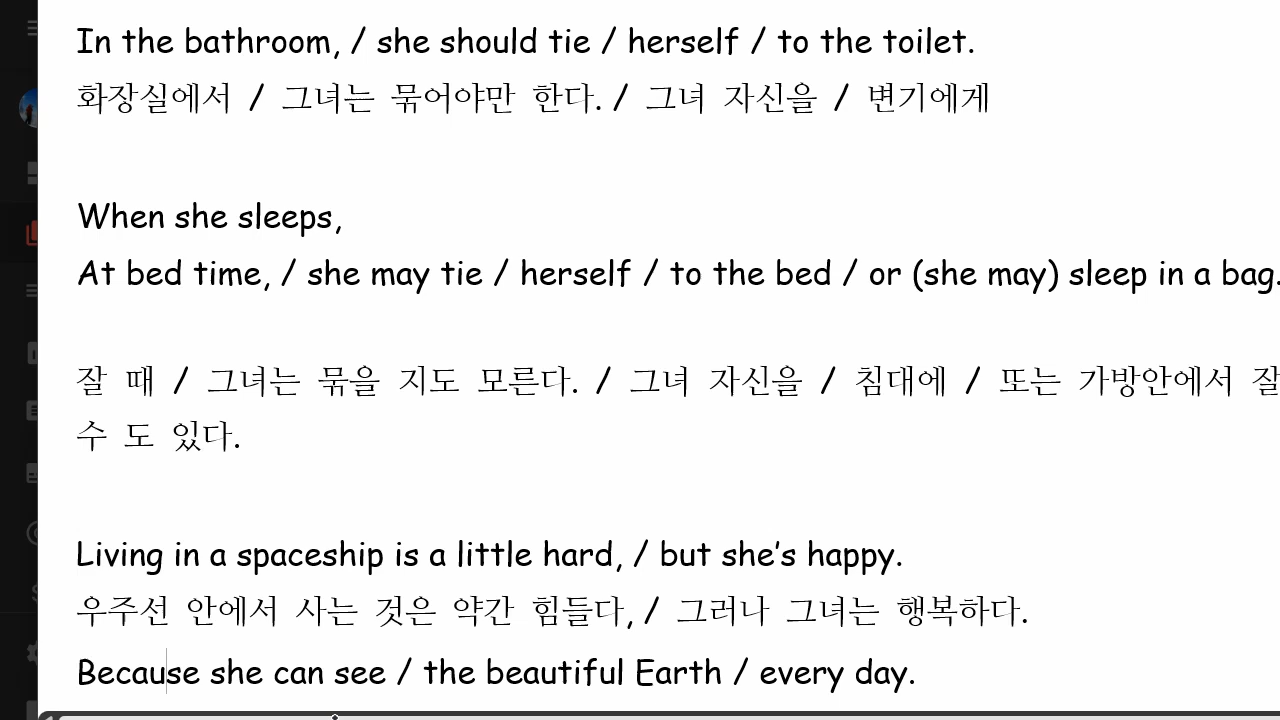 In the bathroom, / she should tie / herself / to the toilet.
화장실에서 / 그녀는 묶어야만 한다. / 그녀 자신을 / 변기에게
When she sleeps,
At bed time, / she may tie / herself / to the bed / or (she may) sleep in a bag.
잘 때 / 그녀는 묶을 지도 모른다. / 그녀 자신을 / 침대에 / 또는 가방안에서 잘
수 도 있다.
Living in a spaceship is a little hard, / but she’s happy.
우주선 안에서 사는 것은 약간 힘들다, / 그러나 그녀는 행복하다.
Because she can see / the beautiful Earth / every day.